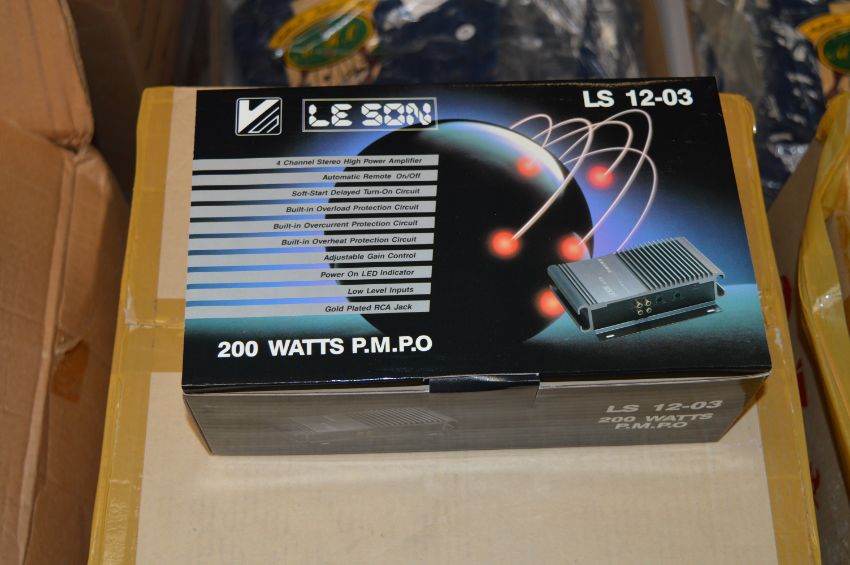 LE SON
LS 12-03
4 Channel Stereo High Power Amplifier
Automatic Remote On/Off
Soft-Start Delayed Turn-On Circuit
Built-in Overload Protection Circuit
Built-in Overcurrent Protection Circuit
Built-in Overheat Protection Circuit
Adjustable Gain Control
Power On LED Indicator
Low Level Inputs
Gold Plated RCA Jack
200 WATTS P.M.P.O
LS 12-03
200 WATTS
P.M.P.O